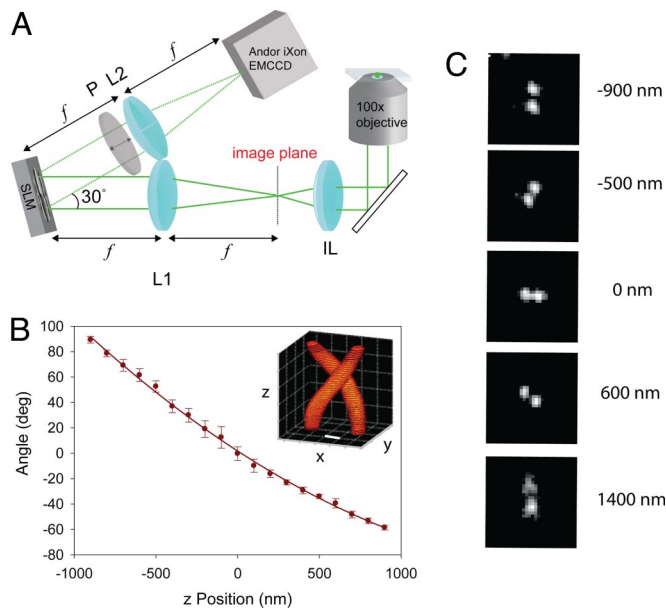 A
f
P L2
f
Andor iXon
EMCCD
100x
objective
image plane
SLM
30°
f
f
IL
L1
B
100
80
60
40
20
0
-20
-40
-60
-80
Angle (deg)
-1000
-500
0
500
1000
z Position (nm)
z
x
y
C
-900 nm
-500 nm
0 nm
600 nm
1400 nm